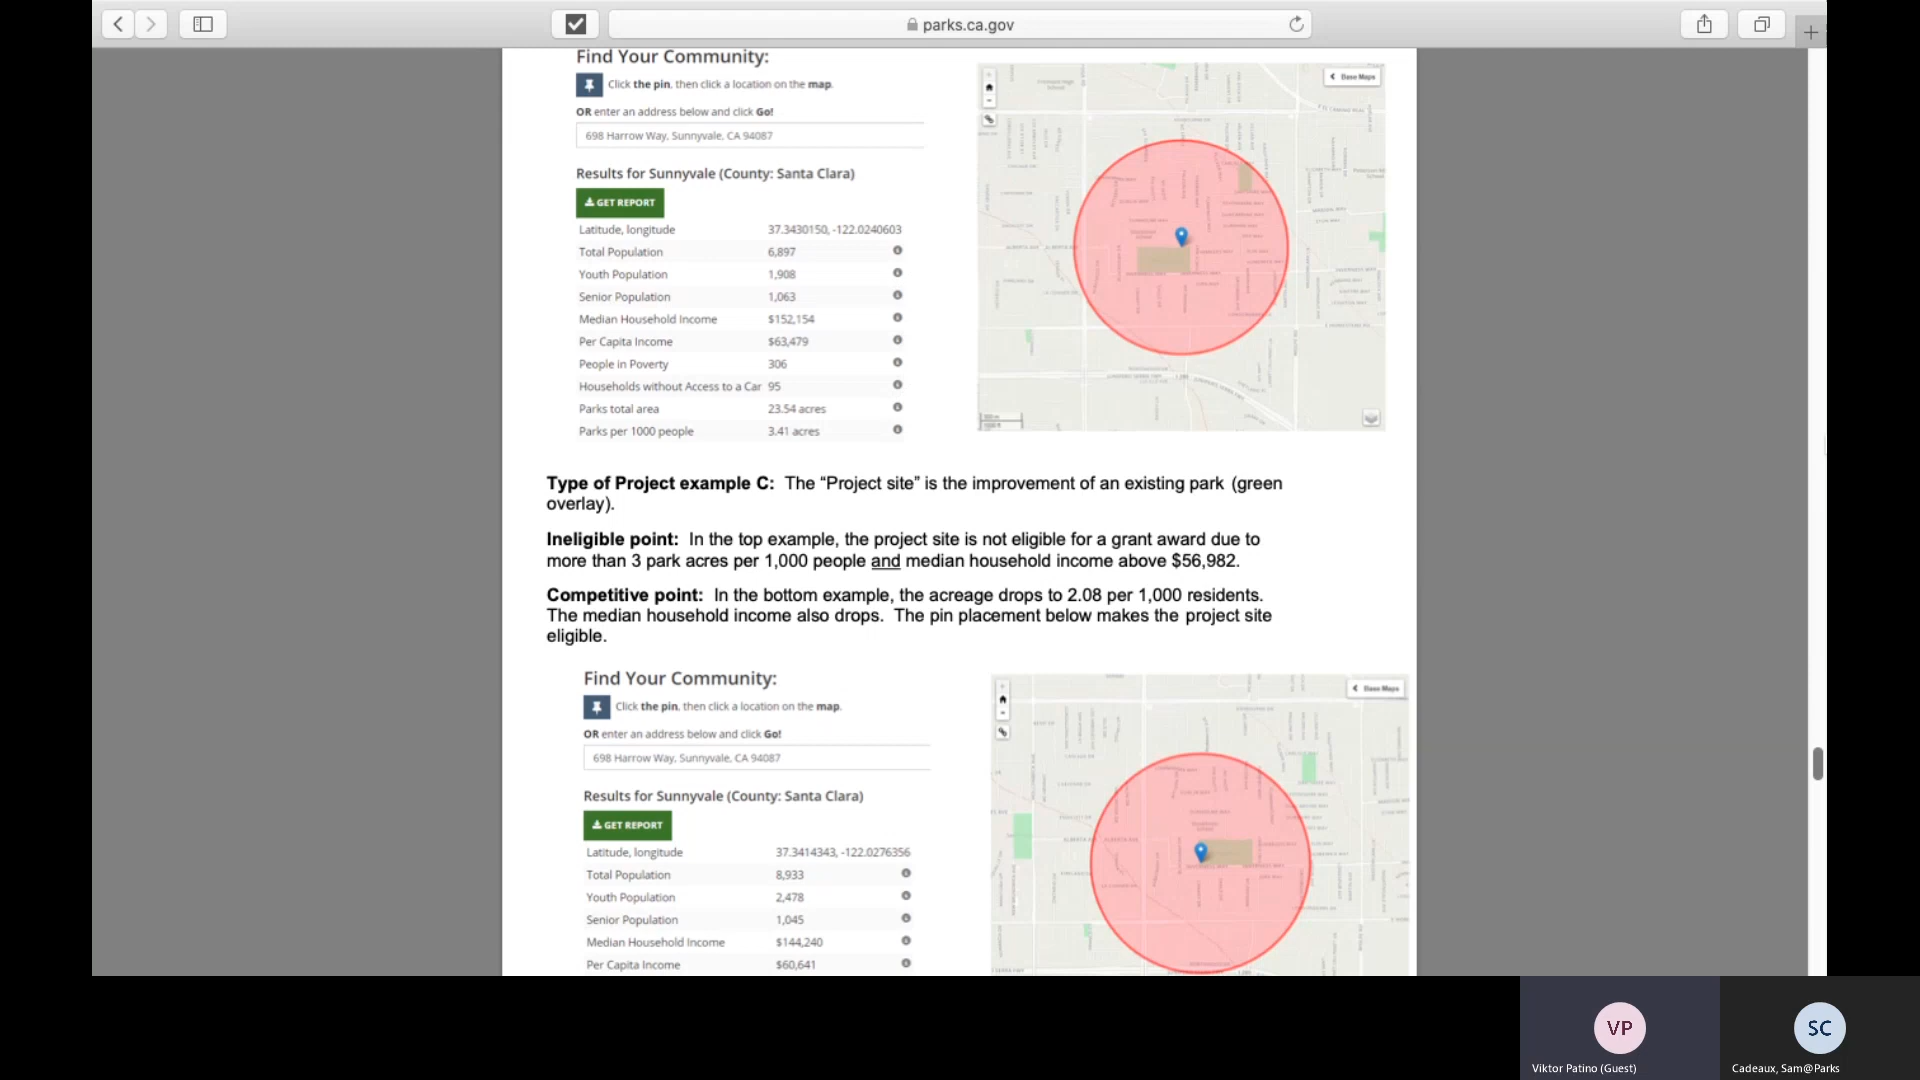 parks.ca.gov
Find Your Community:
Click the pin, then click a location on the map.
OR enter an address below and click Go!
698 Harrow Way, Sunnyvale, CA 94087
Results for Sunnyvale (County: Santa Clara)
GET REPORT
Latitude, longitude 37.3430150, -122.0240603
Total Population 6,897
Youth Population 1,908
Senior Population 1,063
Median Household Income $152,154
Per Capita Income $63,479
People in Poverty 306
Households without Access to a Car 95
Parks total area 23.54 acres
Parks per 1000 people 3.41 acres
Base Maps
Type of Project example C: The “Project site” is the improvement of an existing park (green
overlay).
Ineligible point: In the top example, the project site is not eligible for a grant award due to
more than 3 park acres per 1,000 people and median household income above $56,982.
Competitive point: In the bottom example, the acreage drops to 2.08 per 1,000 residents.
The median household income also drops. The pin placement below makes the project site
eligible.
Find Your Community:
Click the pin, then click a location on the map.
OR enter an address below and click Go!
698 Harrow Way, Sunnyvale, CA 94087
Results for Sunnyvale (County: Santa Clara)
GET REPORT
Latitude, longitude 37.3414343, -122.0276356
Total Population 8,933
Youth Population 2,478
Senior Population 1,045
Median Household Income $144,240
Per Capita Income $60,641
Base Maps
VP
Viktor Patino (Guest)
SC
Cadeaux, Sam@Parks